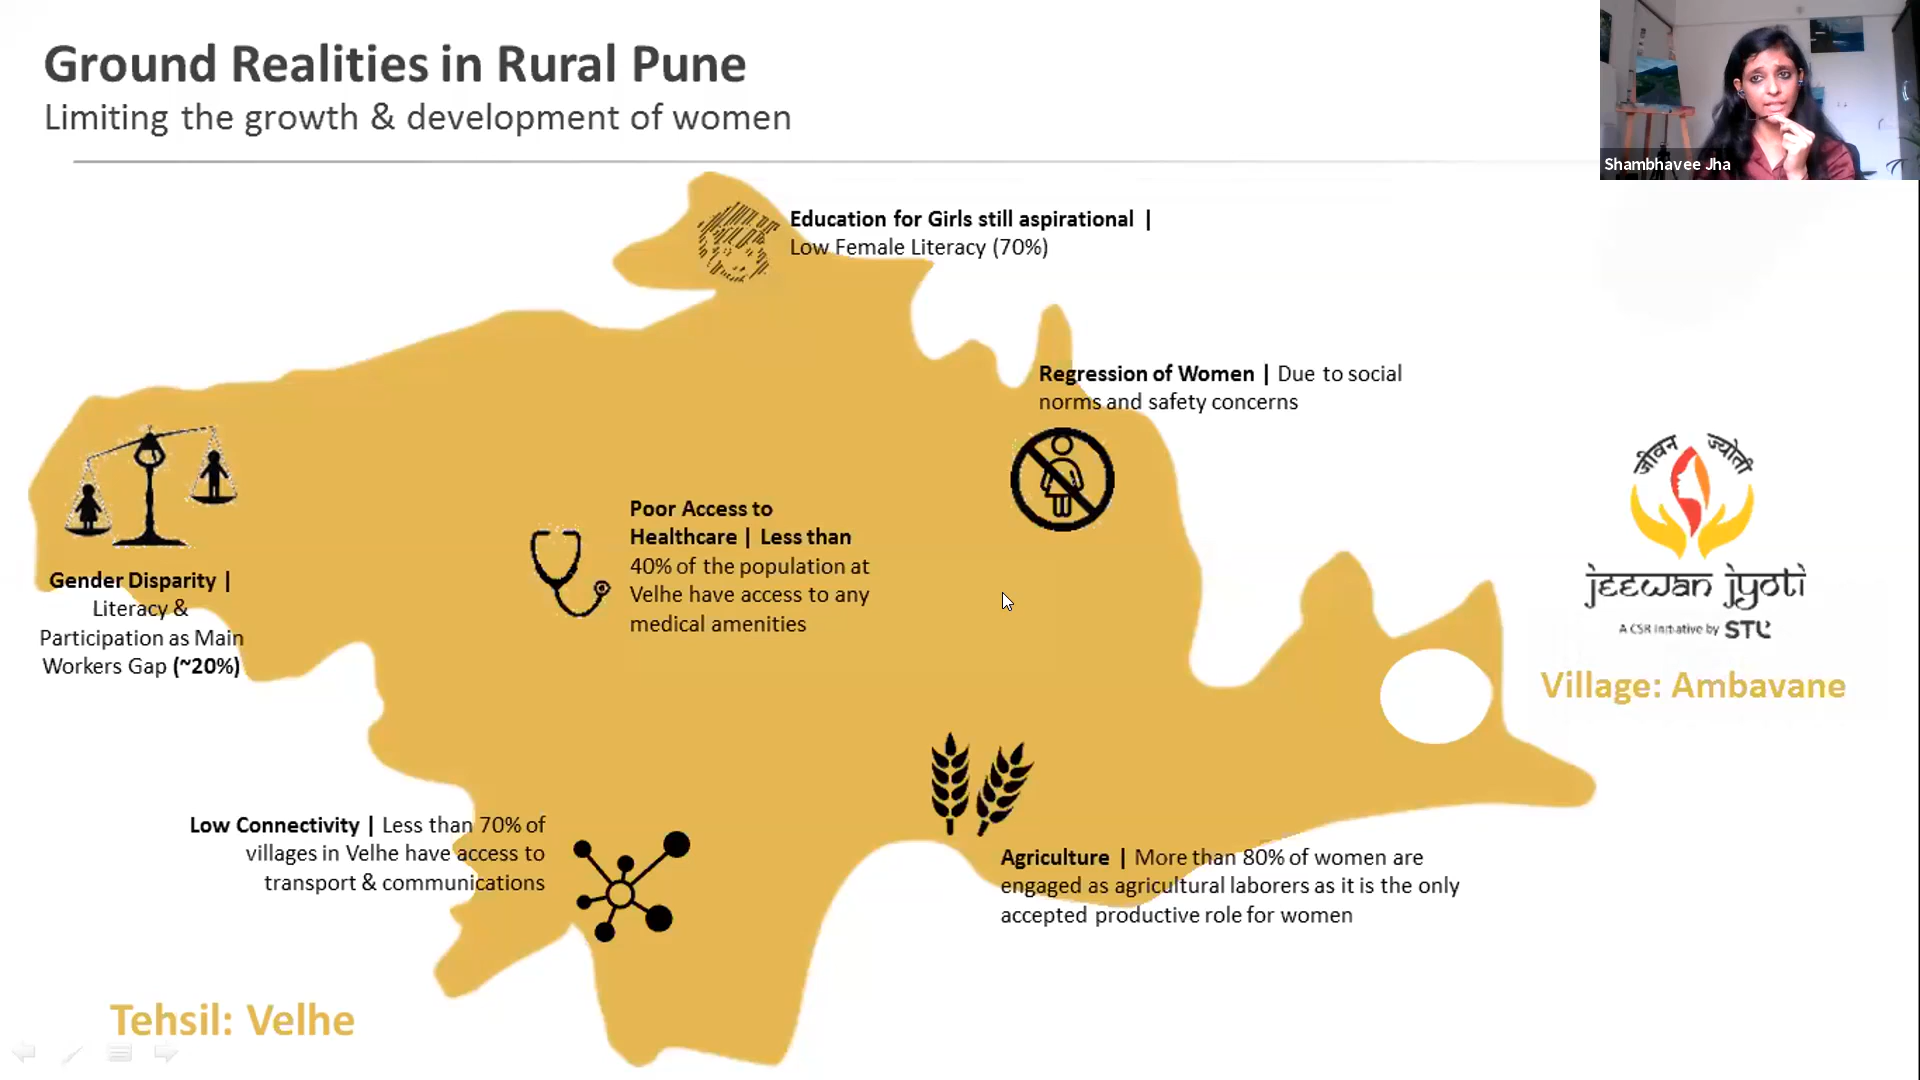 Ground Realities in Rural Pune
Limiting the growth & development of women
Shambhavee Jha
Education for Girls still aspirational |
Low Female Literacy (70%)
Regression of Women | Due to social
norms and safety concerns
Poor Access to
Healthcare | Less than
40% of the population at
Velhe have access to any
medical amenities
Gender Disparity |
Literacy &
Participation as Main
Workers Gap (~20%)
जीवन ज्योती
jeewan jyoti
A CSR Initiative by STL
Village: Ambavane
Low Connectivity | Less than 70% of
villages in Velhe have access to
transport & communications
Agriculture | More than 80% of women are
engaged as agricultural laborers as it is the only
accepted productive role for women
Tehsil: Velhe